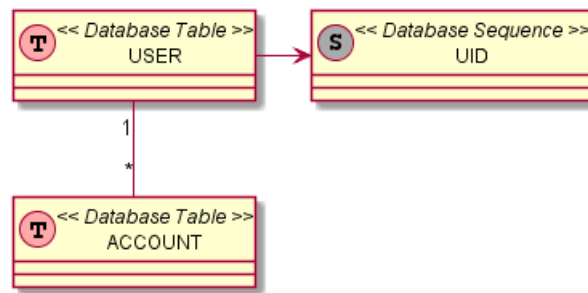 T << Database Table >>
USER
S << Database Sequence >>
UID
1
*
T << Database Table >>
ACCOUNT